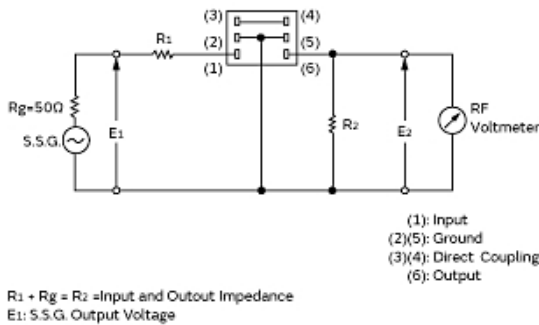 (3) (4)
R1 (2) (5)
(1) (6)
Rg=50Ω
S.S.G. E1 R2 E2 RF
Voltmeter
(1): Input
(2)(5): Ground
(3)(4): Direct Coupling
(6): Output
R1 + Rg = R2 =Input and Outout Impedance
E1: S.S.G. Output Voltage